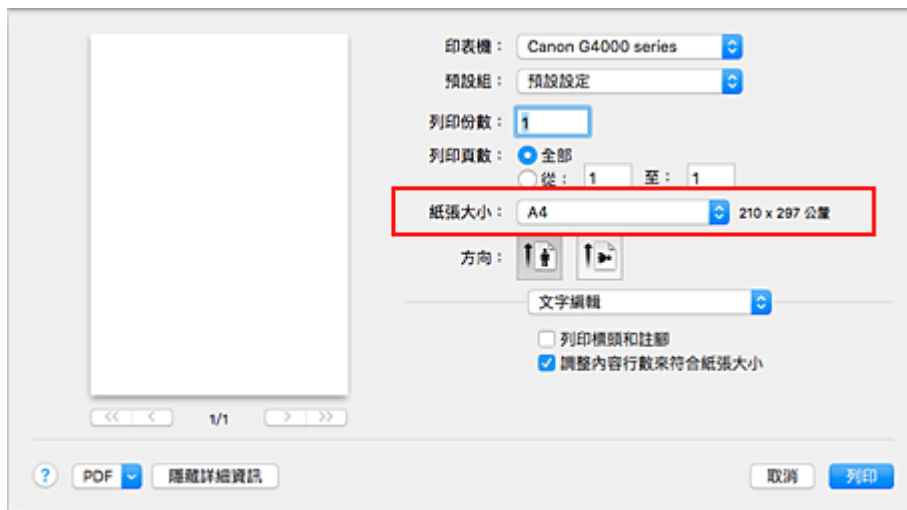 印表機： Canon G4000 series
預設組： 預設設定
列印份數： 1
列印頁數： 全部
從： 1 至： 1
紙張大小： A4 210 x 297 公釐
方向：
文字編輯
列印標頭和註腳
調整內容行數來符合紙張大小
<< < 1/1 > >>
? PDF 隱藏詳細資訊 取消 列印